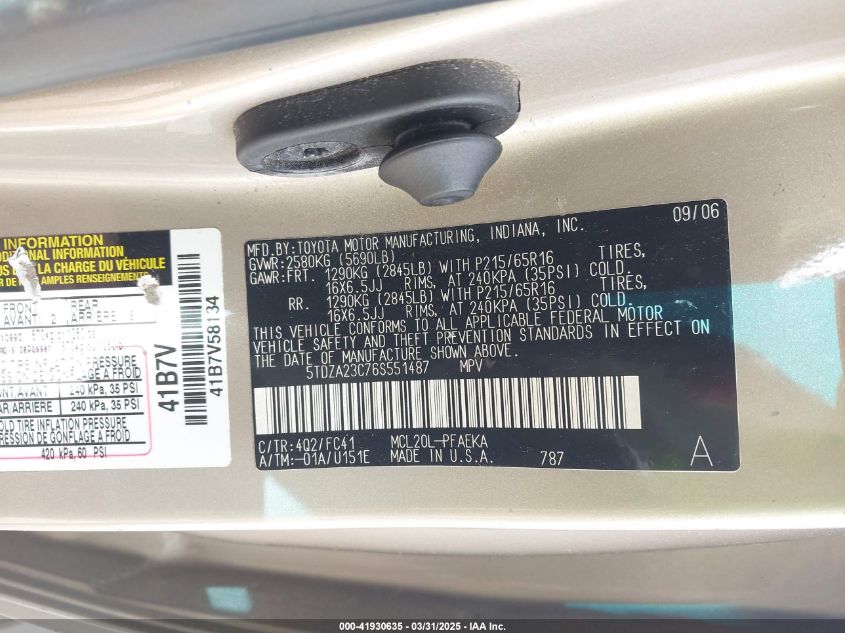 INFORMATION
SUR LA CHARGE DU VÉHICULE
FRONT REAR
AVANT 2 ARRIÈRE
240 kPa, 35 PSI
ARRIERE 240 kPa, 35 PSI
COLD TIRE INFLATION PRESSURE
PRESSION DE GONFLAGE A FROID
420 kPa, 60 PSI
41B7V
41B7V58134
09/06
MFD.BY:TOYOTA MOTOR MANUFACTURING, INDIANA, INC.
GVWR:2580KG (5690LB)
GAWR:FRT. 1290KG (2845LB) WITH P215/65R16 TIRES,
16X6.5JJ RIMS, AT 240KPA (35PSI) COLD.
RR. 1290KG (2845LB) WITH P215/65R16 TIRES,
16X6.5JJ RIMS, AT 240KPA (35PSI) COLD.
THIS VEHICLE CONFORMS TO ALL APPLICABLE FEDERAL MOTOR
VEHICLE SAFETY AND THEFT PREVENTION STANDARDS IN EFFECT ON
THE DATE OF MANUFACTURE SHOWN ABOVE.
5TDZA23C76S551487 MPV
C/TR:4Q2/FC41 MCL20L-PFAEKA
A/TM:-01A/U151E MADE IN U.S.A. 787 A
000-41930635 - 03/31/2025 - IAA Inc.